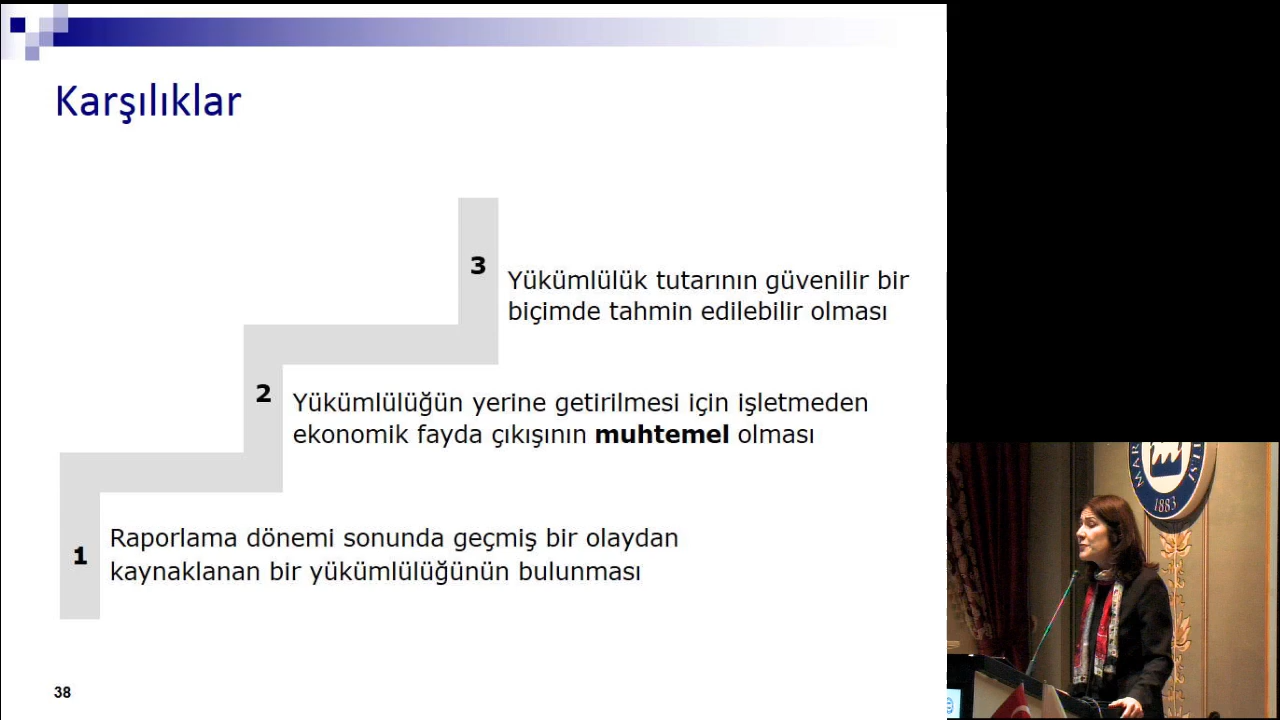 Karşılıklar
3
Yükümlülük tutarının güvenilir bir
biçimde tahmin edilebilir olması
2
Yükümlülüğün yerine getirilmesi için işletmeden
ekonomik fayda çıkışının muhtemel olması
1
Raporlama dönemi sonunda geçmiş bir olaydan
kaynaklanan bir yükümlülüğünün bulunması
38
1883